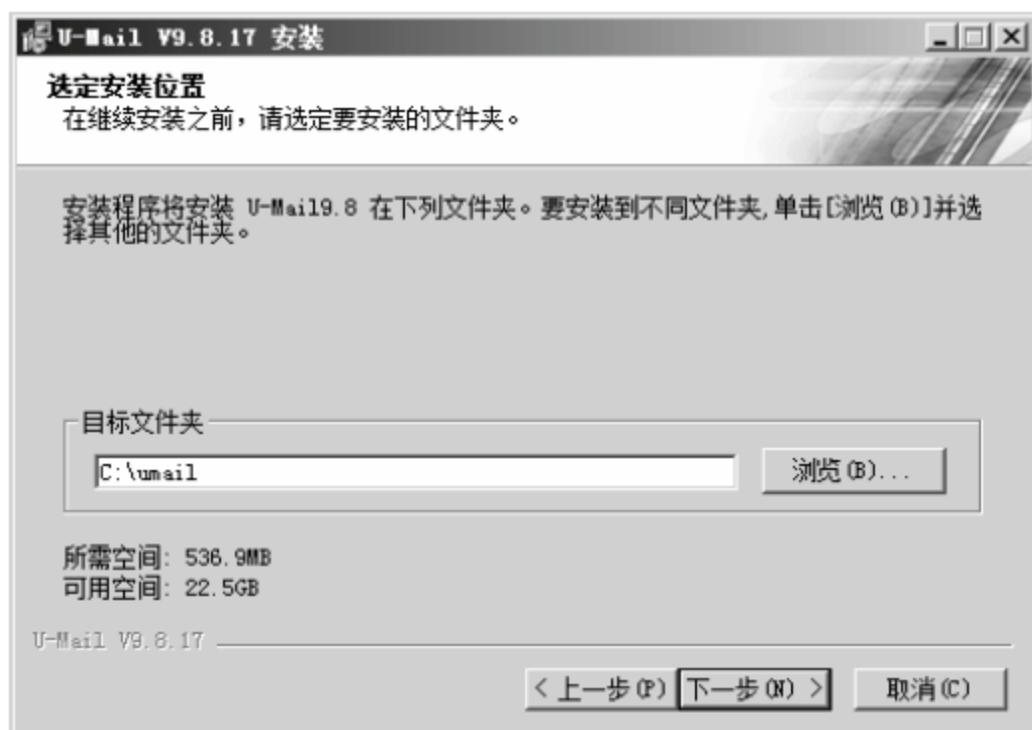 U-Mail V9.8.17 安装
选定安装位置
在继续安装之前，请选定要安装的文件夹。
安装程序将安装 U-Mail9.8 在下列文件夹。要安装到不同文件夹,单击[浏览(B)]并选
择其他的文件夹。
目标文件夹
C:\umail
浏览(B)...
所需空间: 536.9MB
可用空间: 22.5GB
U-Mail V9.8.17
< 上一步(P) 下一步(N) > 取消(C)